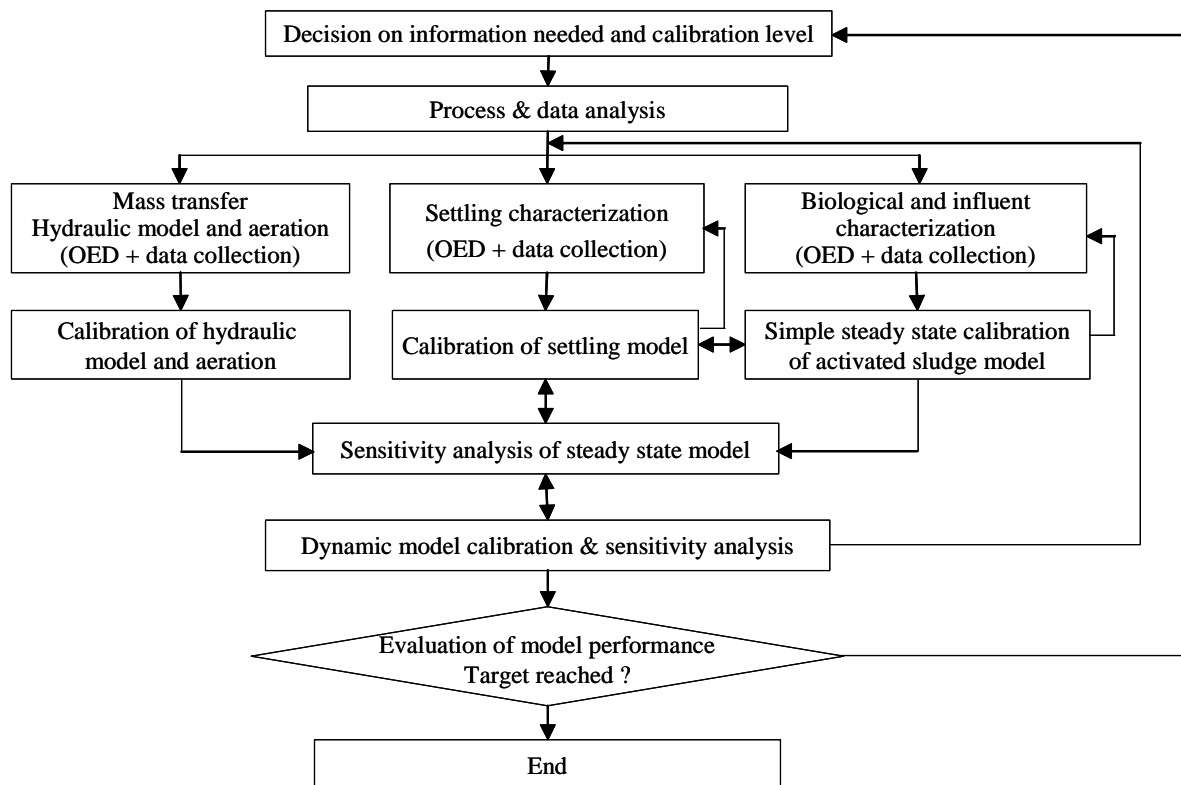 Decision on information needed and calibration level
Process & data analysis
Mass transfer
Hydraulic model and aeration
(OED + data collection)
Settling characterization
(OED + data collection)
Biological and influent
characterization
(OED + data collection)
Calibration of hydraulic
model and aeration
Calibration of settling model
Simple steady state calibration
of activated sludge model
Sensitivity analysis of steady state model
Dynamic model calibration & sensitivity analysis
Evaluation of model performance
Target reached ?
End